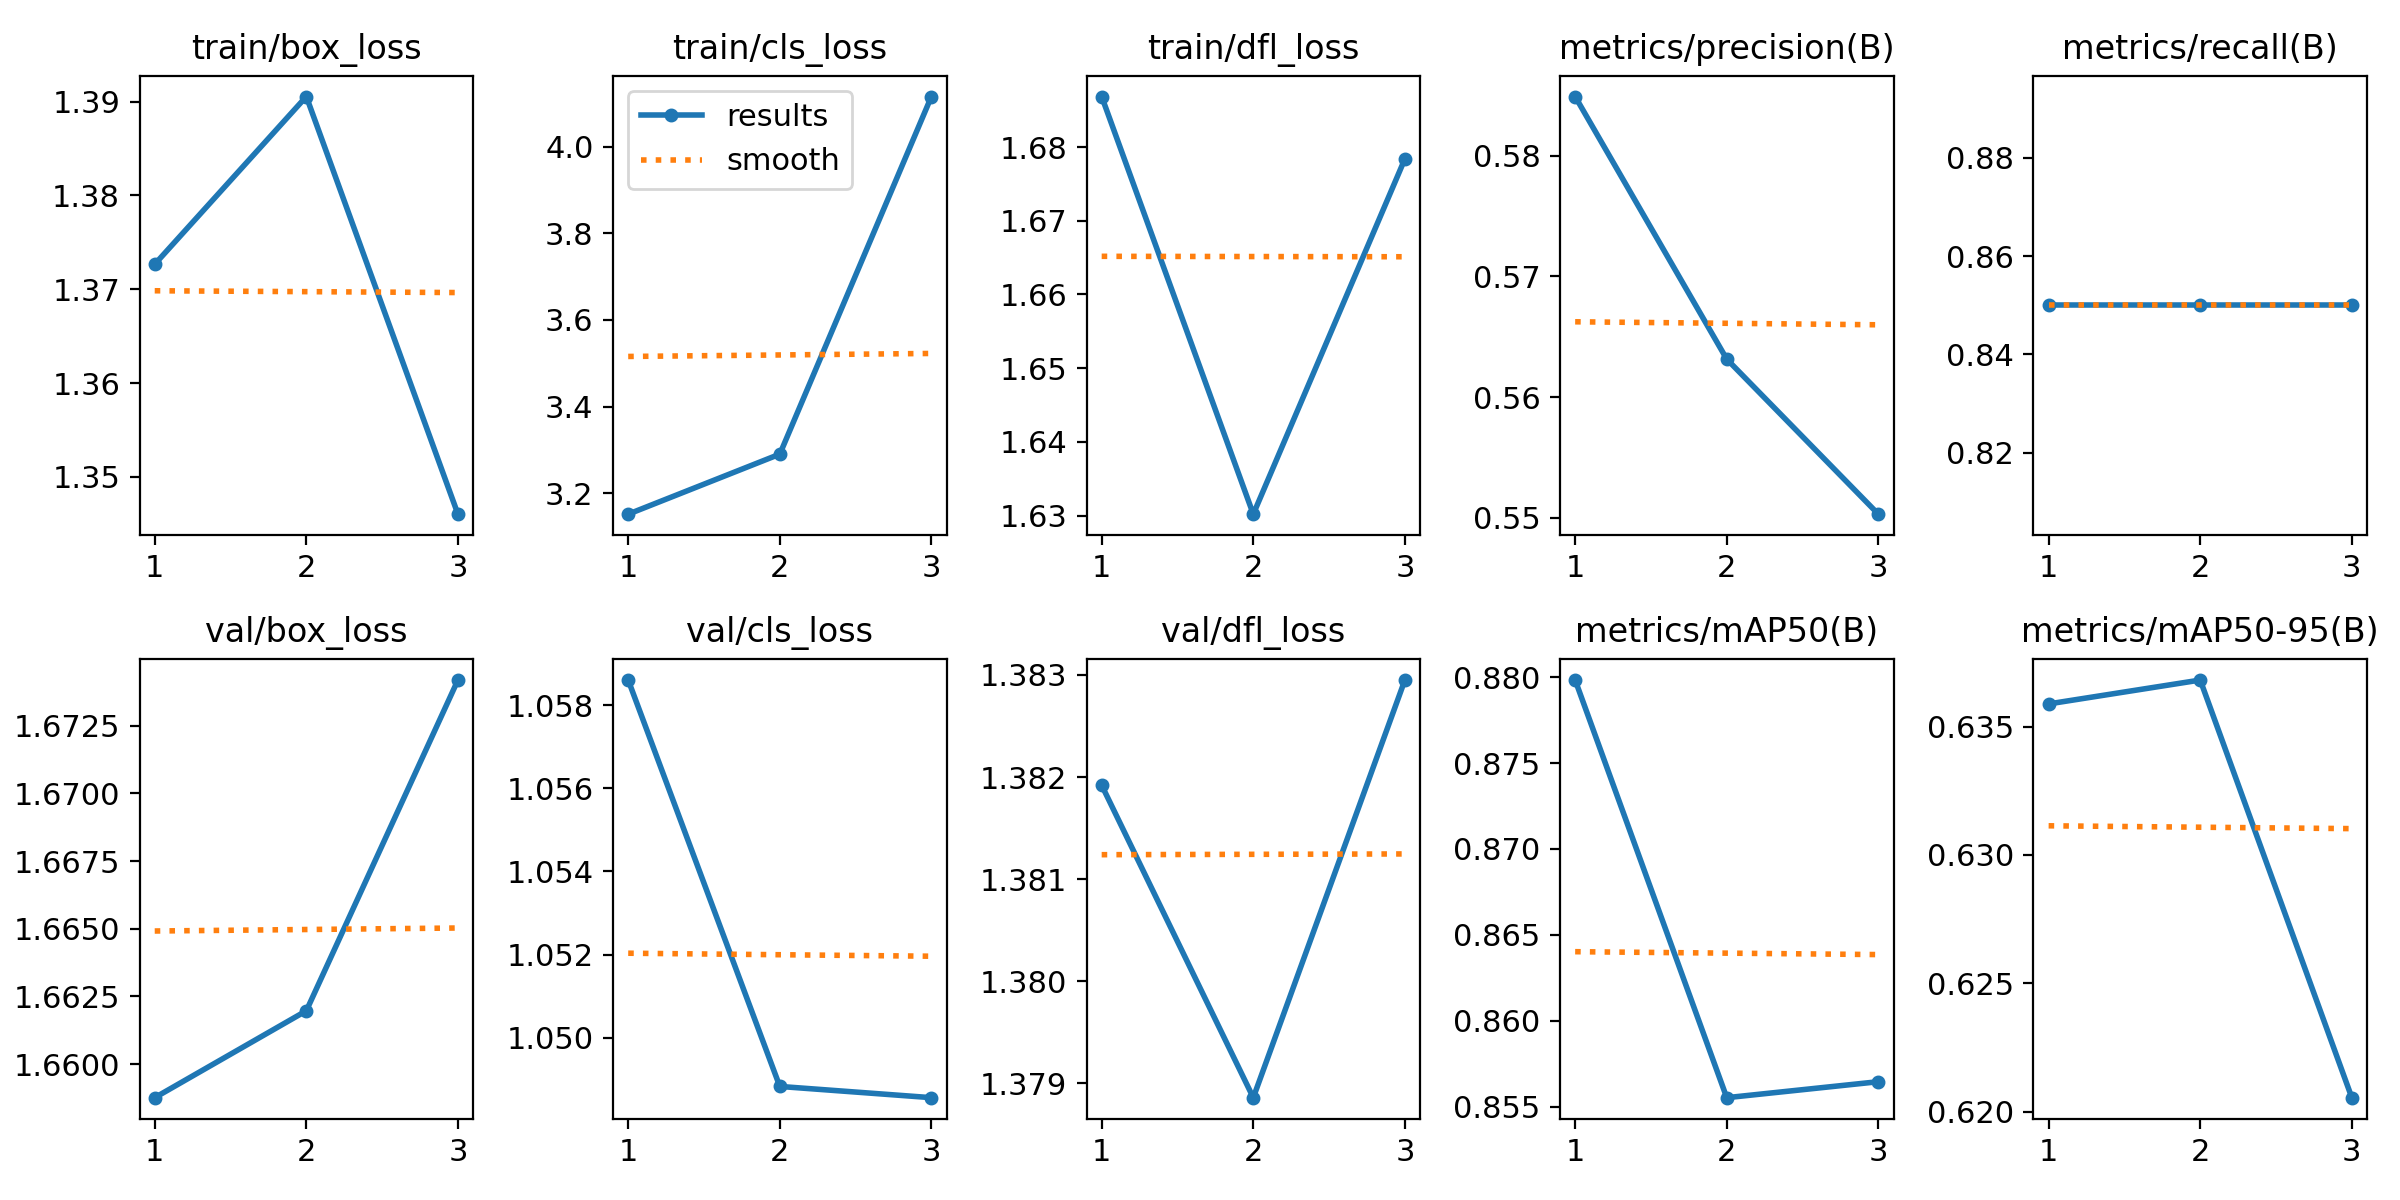 train/box_loss
1.39
1.38
1.37
1.36
1.35
1 2 3
train/cls_loss
results
smooth
4.0
3.8
3.6
3.4
3.2
1 2 3
train/dfl_loss
1.68
1.67
1.66
1.65
1.64
1.63
1 2 3
metrics/precision(B)
0.58
0.57
0.56
0.55
1 2 3
metrics/recall(B)
0.88
0.86
0.84
0.82
1 2 3
val/box_loss
1.6725
1.6700
1.6675
1.6650
1.6625
1.6600
1 2 3
val/cls_loss
1.058
1.056
1.054
1.052
1.050
1 2 3
val/dfl_loss
1.383
1.382
1.381
1.380
1.379
1 2 3
metrics/mAP50(B)
0.880
0.875
0.870
0.865
0.860
0.855
1 2 3
metrics/mAP50-95(B)
0.635
0.630
0.625
0.620
1 2 3